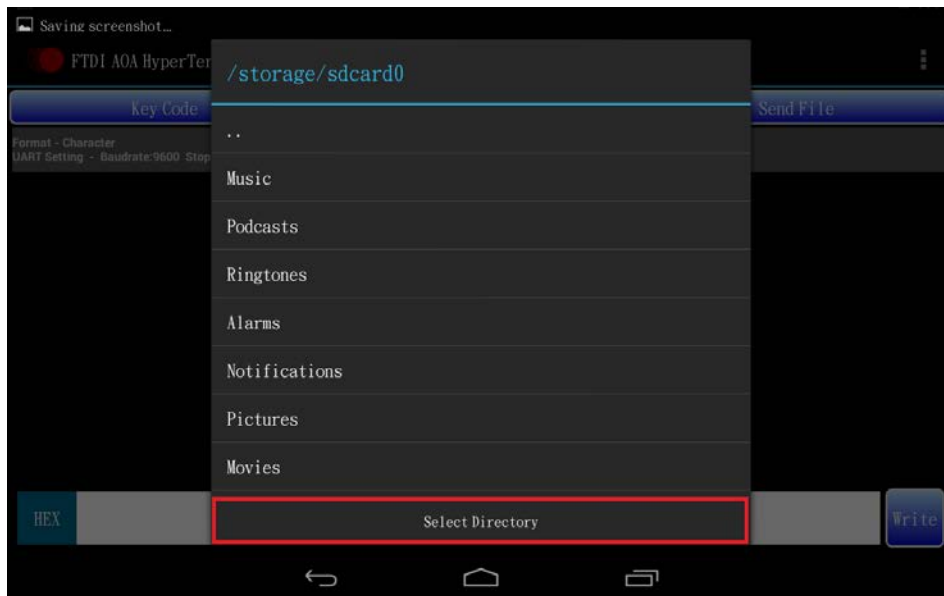 Saving screenshot…
FTDI AOA HyperTer
/storage/sdcard0
Key Code
Send File
Format - Character
UART Setting - Baudrate:9600 Stop
..
Music
Podcasts
Ringtones
Alarms
Notifications
Pictures
Movies
HEX
Select Directory
Write